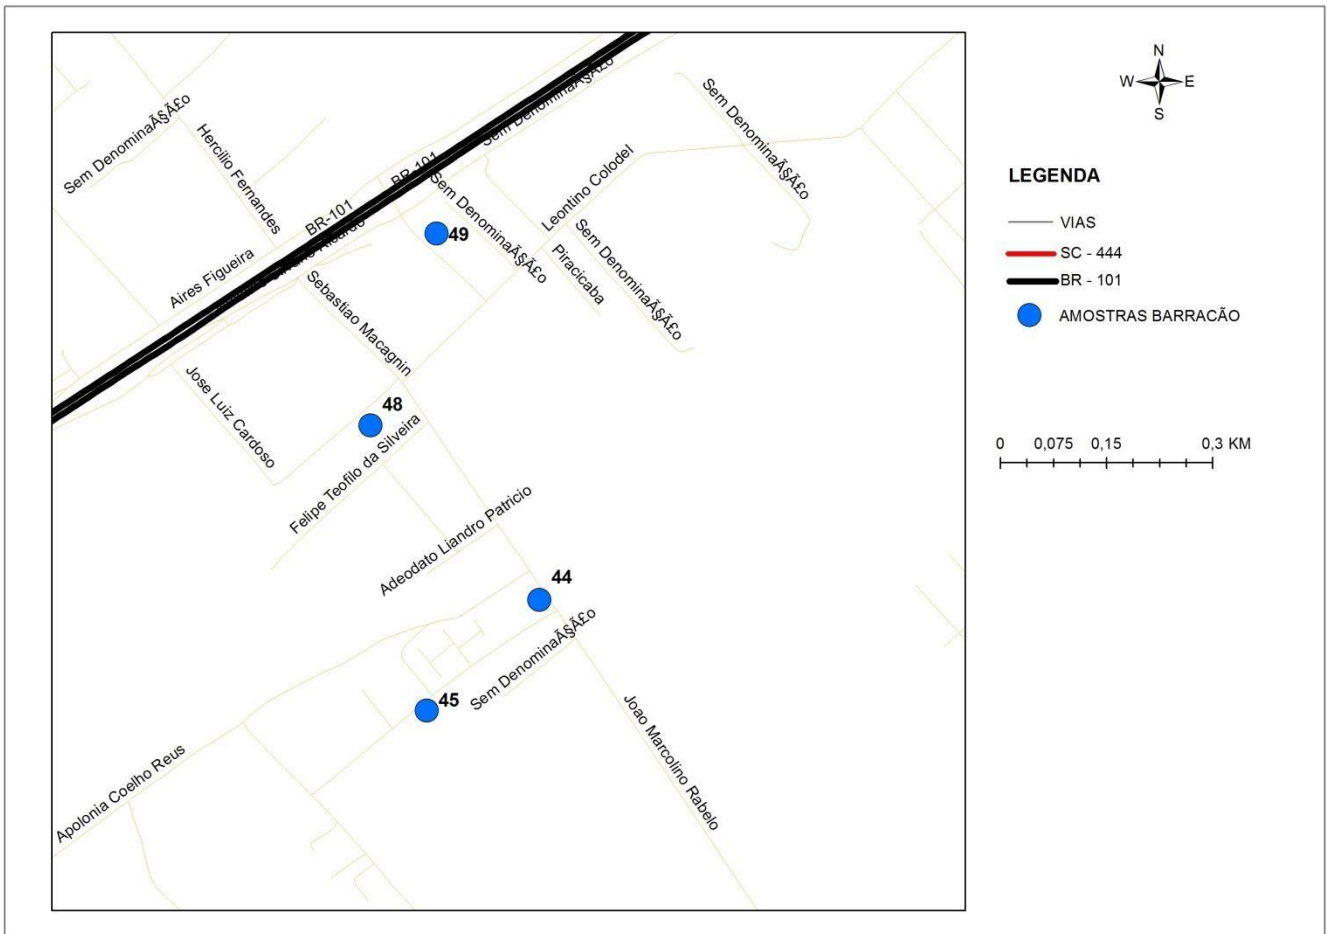 N
W E
S
LEGENDA
VIAS
SC - 444
BR - 101
AMOSTRAS BARRACÃO
0 0,075 0,15 0,3 KM
Sem DenominaÃ§Ã£o
Sem DenominaÃ§Ã£o
Sem DenominaÃ§Ã£o
Hercilio Fernandes
Leontino Colodel
BR-101
Sem DenominaÃ§Ã£o
BR-101
Sem DenominaÃ§Ã£o
49
Piracicaba
Aires Figueira
Ricardo
Sebastiao Macagnin
Jose Luiz Cardoso
48
Felipe Teofilo da Silveira
Adeodato Liandro Patricio
44
Sem DenominaÃ§Ã£o
45
Joao Marcolino Rabelo
Apolonia Coelho Reus